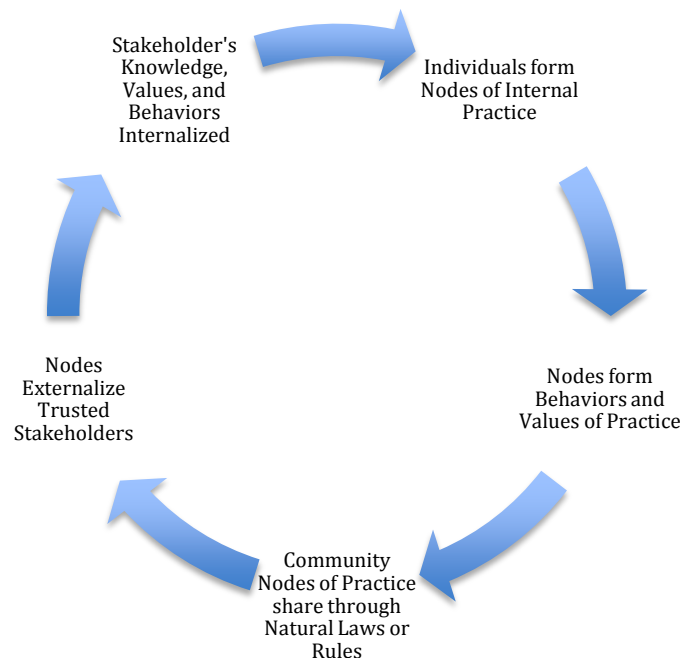 Stakeholder's
Knowledge,
Values, and
Behaviors
Internalized
Individuals form
Nodes of Internal
Practice
Nodes form
Behaviors and
Values of Practice
Community
Nodes of Practice
share through
Natural Laws or
Rules
Nodes
Externalize
Trusted
Stakeholders